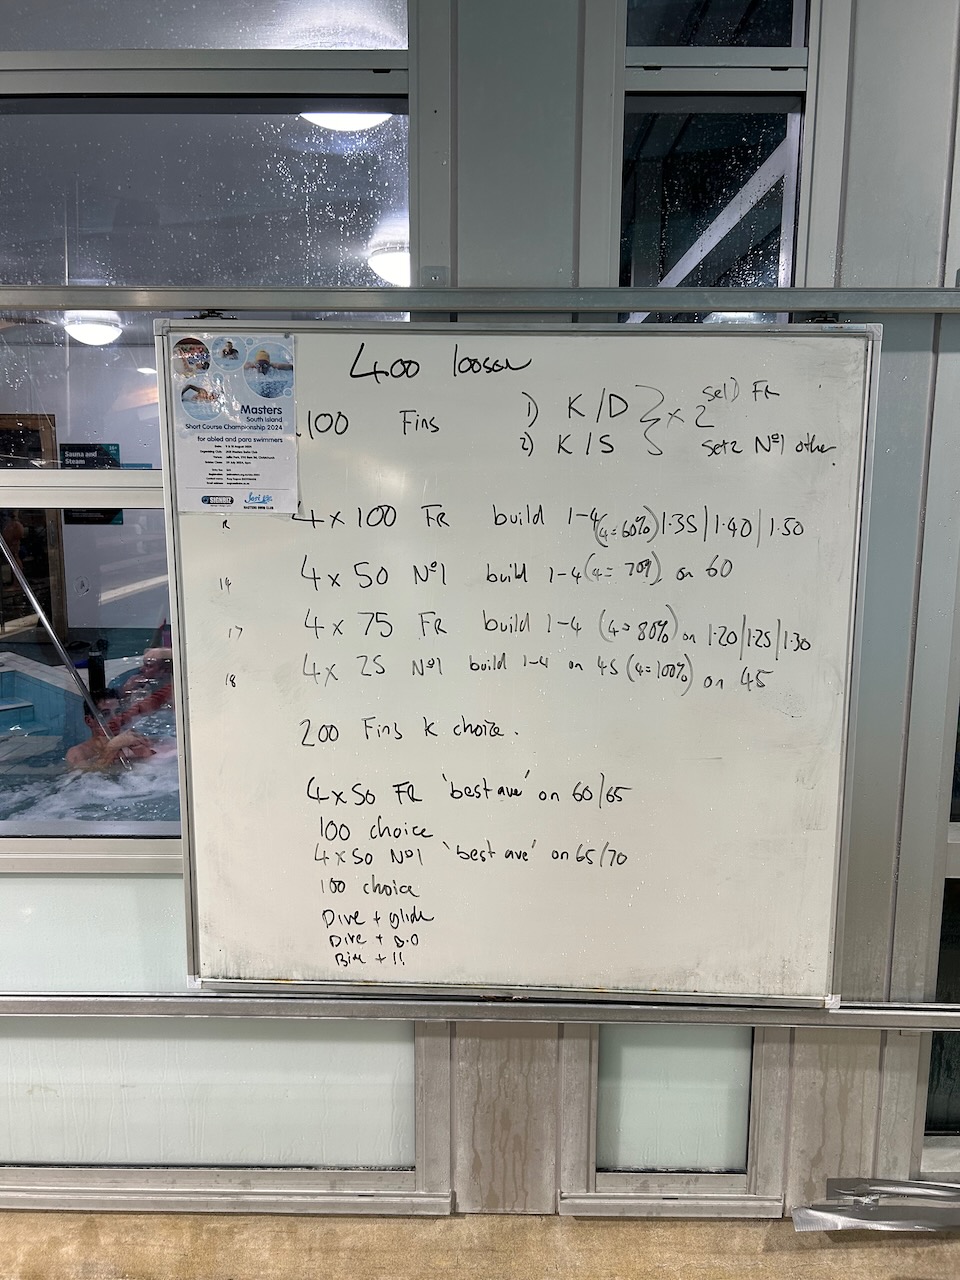 Masters
South Island
Short Course Championship 2024
for abled and para swimmers
SIGNBIZ
Sauna and
Steam
400 loosen
100 Fins 1) K/D } x 2 set 1 FR
2) K/S set 2 Nº1 other
4 x 100 FR build 1-4 (4=60%) 1.35|1.40|1.50
14 4 x 50 Nº1 build 1-4 (4=70%) on 60
17 4 x 75 FR build 1-4 (4=80%) on 1.20|1.25|1.30
18 4 x 25 Nº1 build 1-4 on 45 (4=100%) on 45
200 Fins K choice.
4 x 50 FR 'best ave' on 60/65
100 choice
4 x 50 Nº1 'best ave' on 65/70
100 choice
Dive + glide
Dive + B.O
+ !!